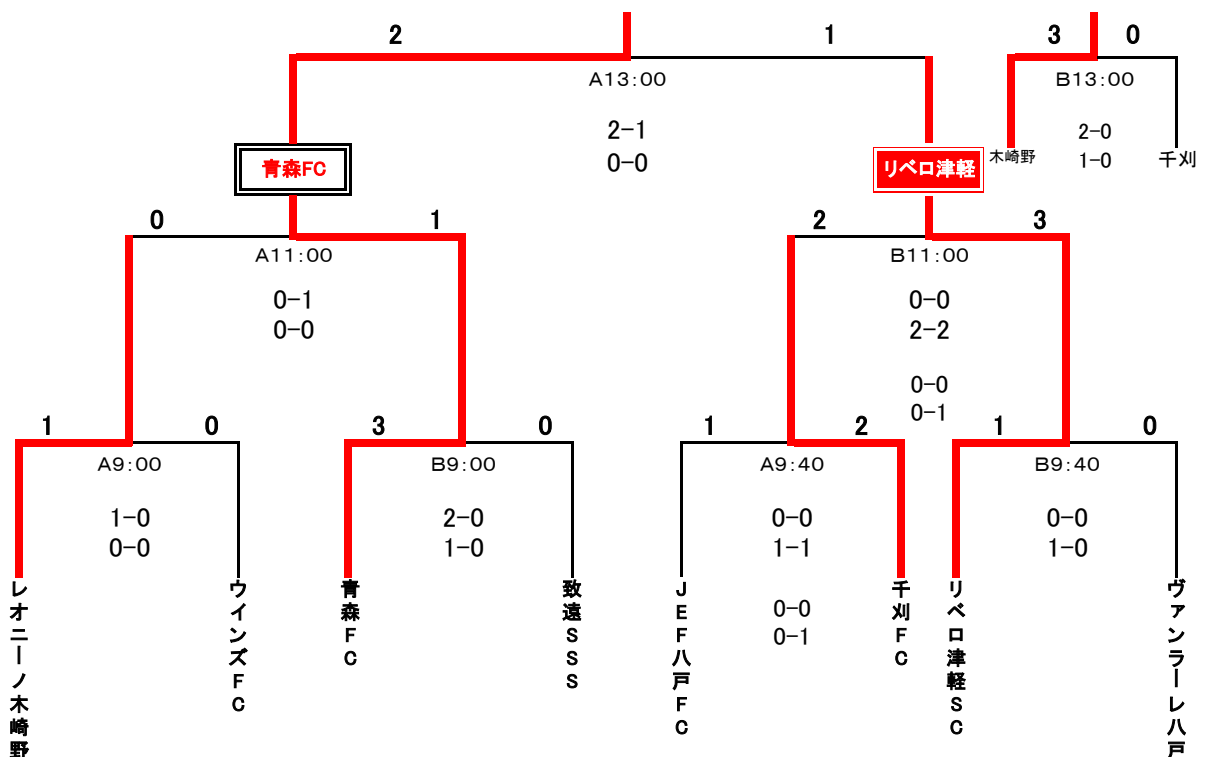 2
1
3
0
A13:00
B13:00
2-1
0-0
2-0
1-0
青森FC
リベロ津軽
木崎野
千刈
0
1
2
3
A11:00
B11:00
0-1
0-0
0-0
2-2
0-0
0-1
1
0
3
0
1
2
1
0
A9:00
B9:00
A9:40
B9:40
1-0
0-0
2-0
1-0
0-0
1-1
0-0
0-1
0-0
1-0
レオニーノ木崎野
ウインズFC
青森FC
致遠SSS
JEF八戸FC
千刈FC
リベロ津軽SC
ヴァンラーレ八戸